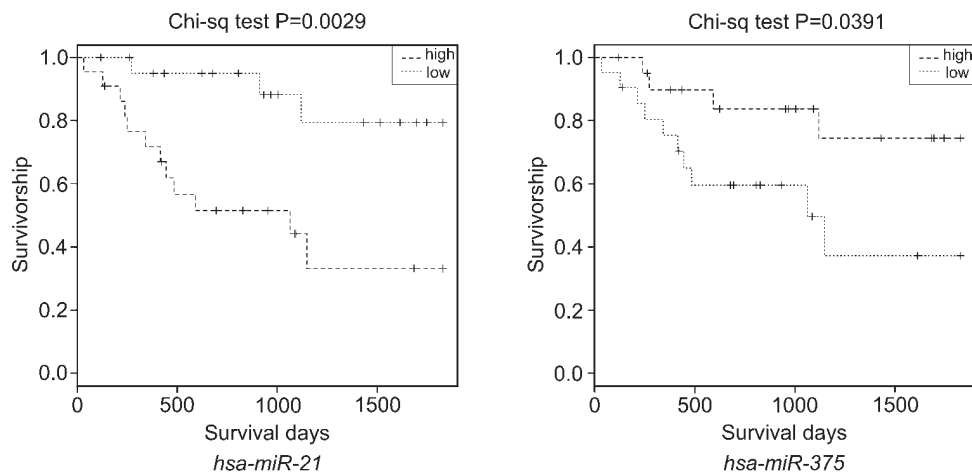 Chi-sq test P=0.0029
high
low
1.0
0.8
0.6
0.4
0.2
0.0
Survivorship
0
500
1000
1500
Survival days
hsa-miR-21
Chi-sq test P=0.0391
high
low
1.0
0.8
0.6
0.4
0.2
0.0
Survivorship
0
500
1000
1500
Survival days
hsa-miR-375